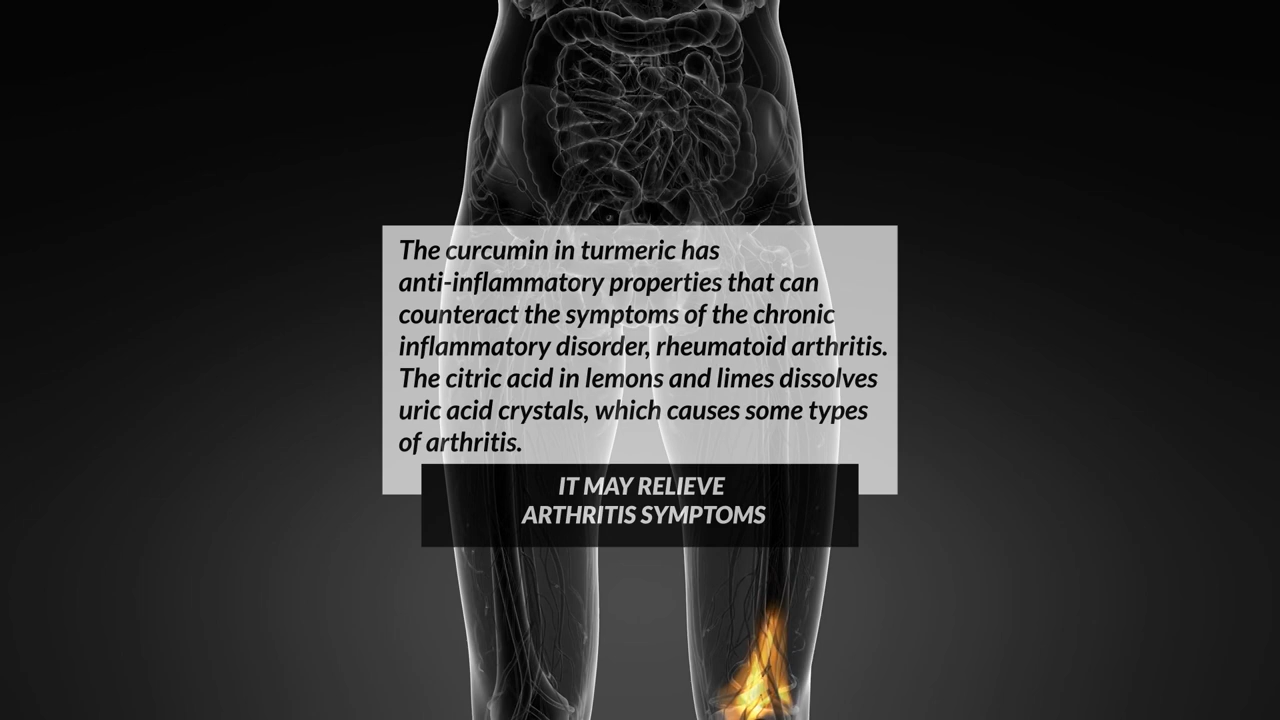 The curcumin in turmeric has
anti-inflammatory properties that can
counteract the symptoms of the chronic
inflammatory disorder, rheumatoid arthritis.
The citric acid in lemons and limes dissolves
uric acid crystals, which causes some types
of arthritis.
IT MAY RELIEVE
ARTHRITIS SYMPTOMS